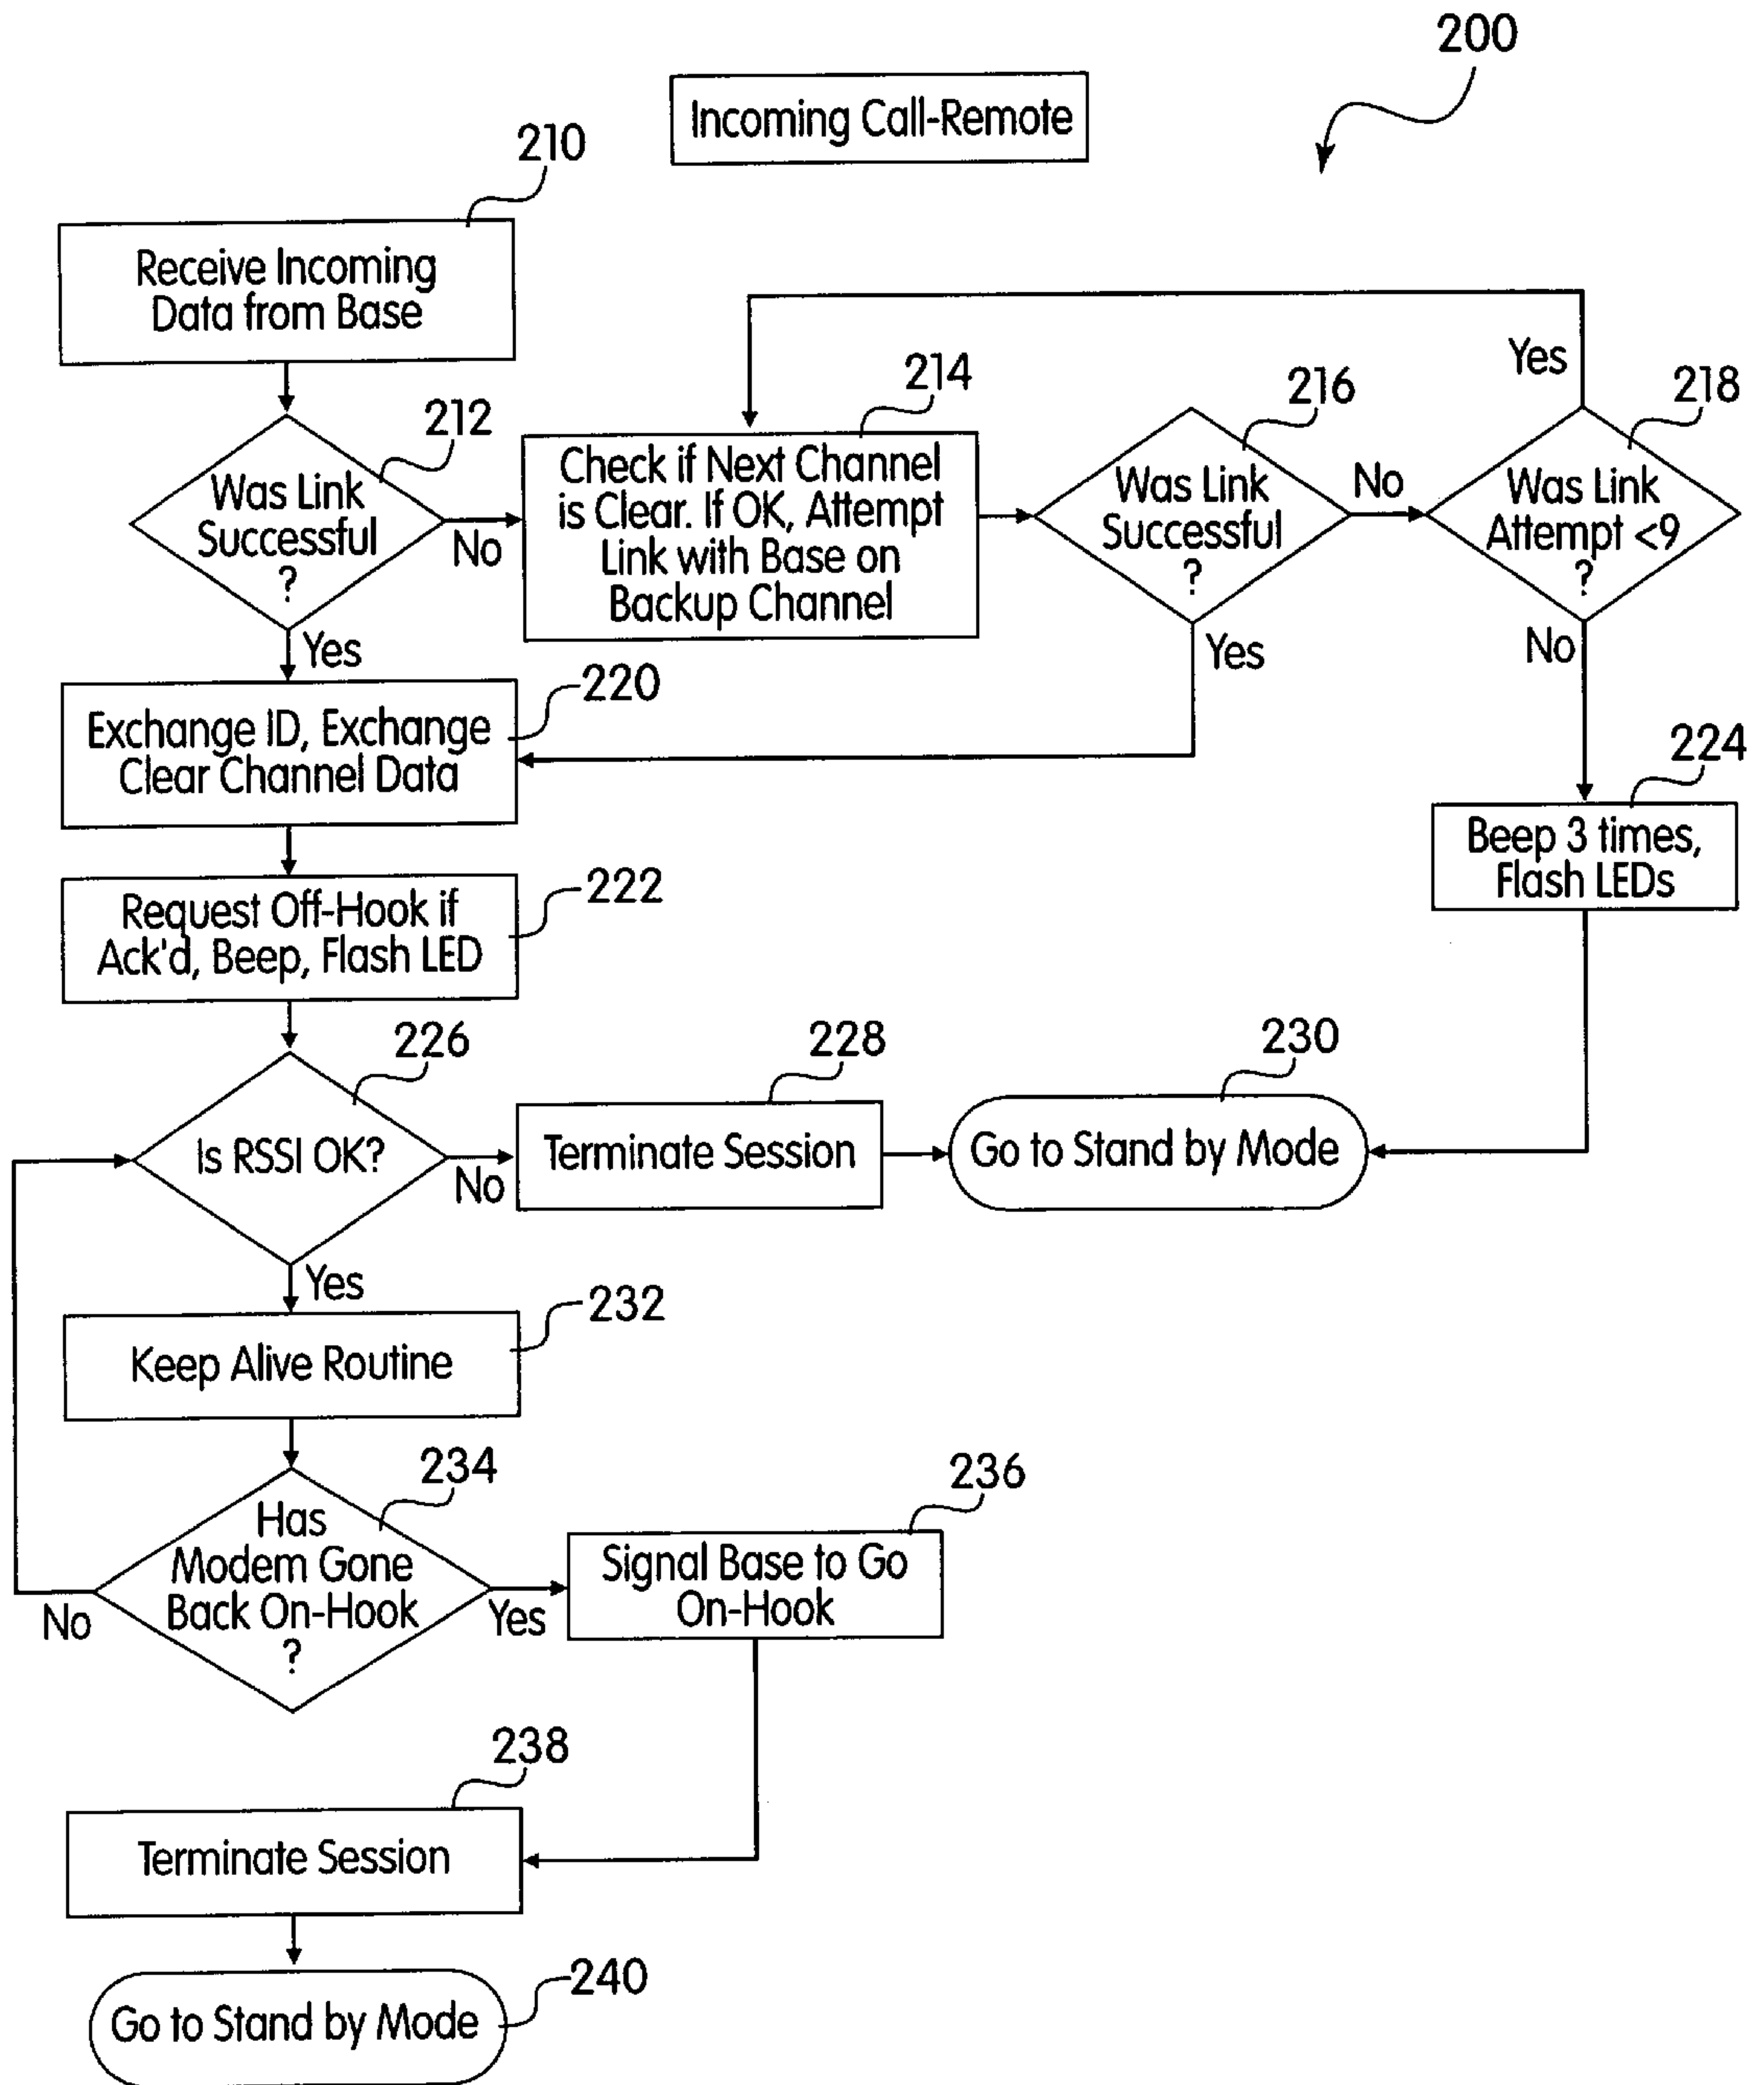 200
Incoming Call-Remote
210
Receive Incoming
Data from Base
212
Was Link
Successful
?
No
Yes
214
Check if Next Channel
is Clear. If OK, Attempt
Link with Base on
Backup Channel
216
Was Link
Successful
?
No
Yes
218
Was Link
Attempt <9
?
Yes
No
220
Exchange ID, Exchange
Clear Channel Data
222
Request Off-Hook if
Ack'd, Beep, Flash LED
224
Beep 3 times,
Flash LEDs
226
Is RSSI OK?
No
Yes
228
Terminate Session
230
Go to Stand by Mode
232
Keep Alive Routine
234
Has
Modem Gone
Back On-Hook
?
No
Yes
236
Signal Base to Go
On-Hook
238
Terminate Session
240
Go to Stand by Mode